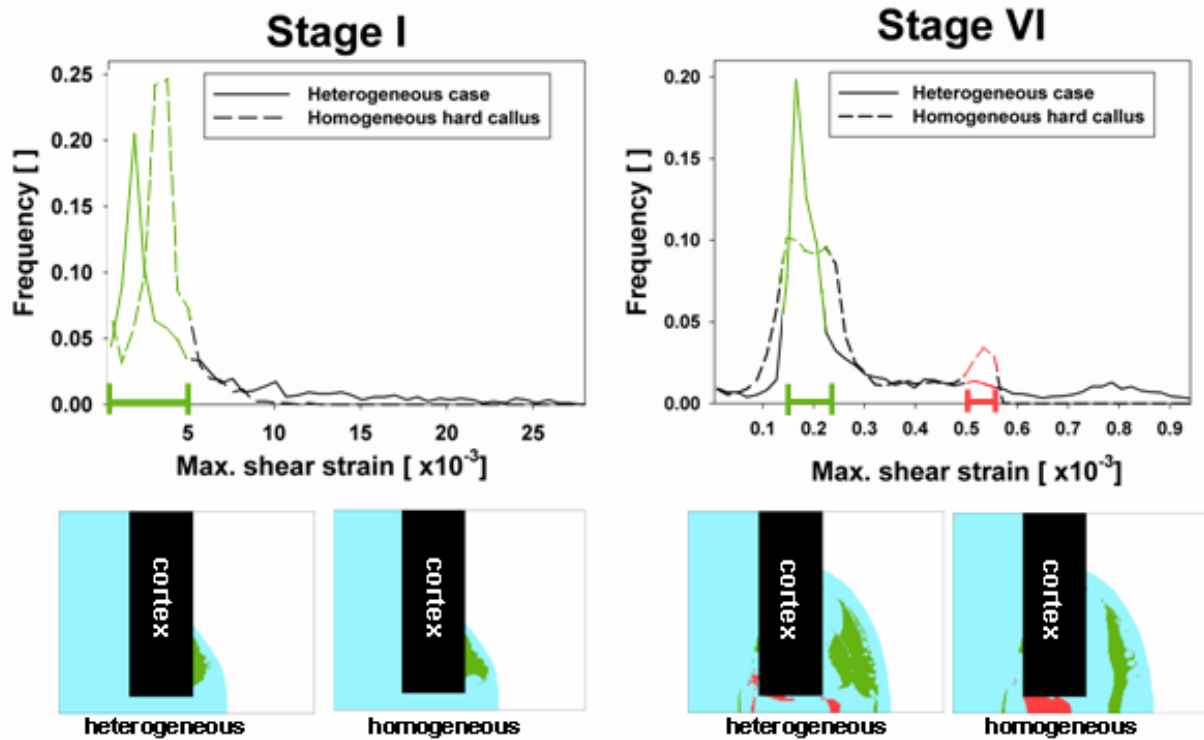 Stage I
Stage VI
0.25
0.20
0.15
0.10
0.05
0.00
Frequency [ ]
Heterogeneous case
Homogeneous hard callus
5 10 15 20 25
Max. shear strain [ x10⁻³]
0.20
0.15
0.10
0.05
0.00
Frequency [ ]
Heterogeneous case
Homogeneous hard callus
0.1 0.2 0.3 0.4 0.5 0.6 0.7 0.8 0.9
Max. shear strain [ x10⁻³]
cortex
heterogeneous
cortex
homogeneous
cortex
heterogeneous
cortex
homogeneous